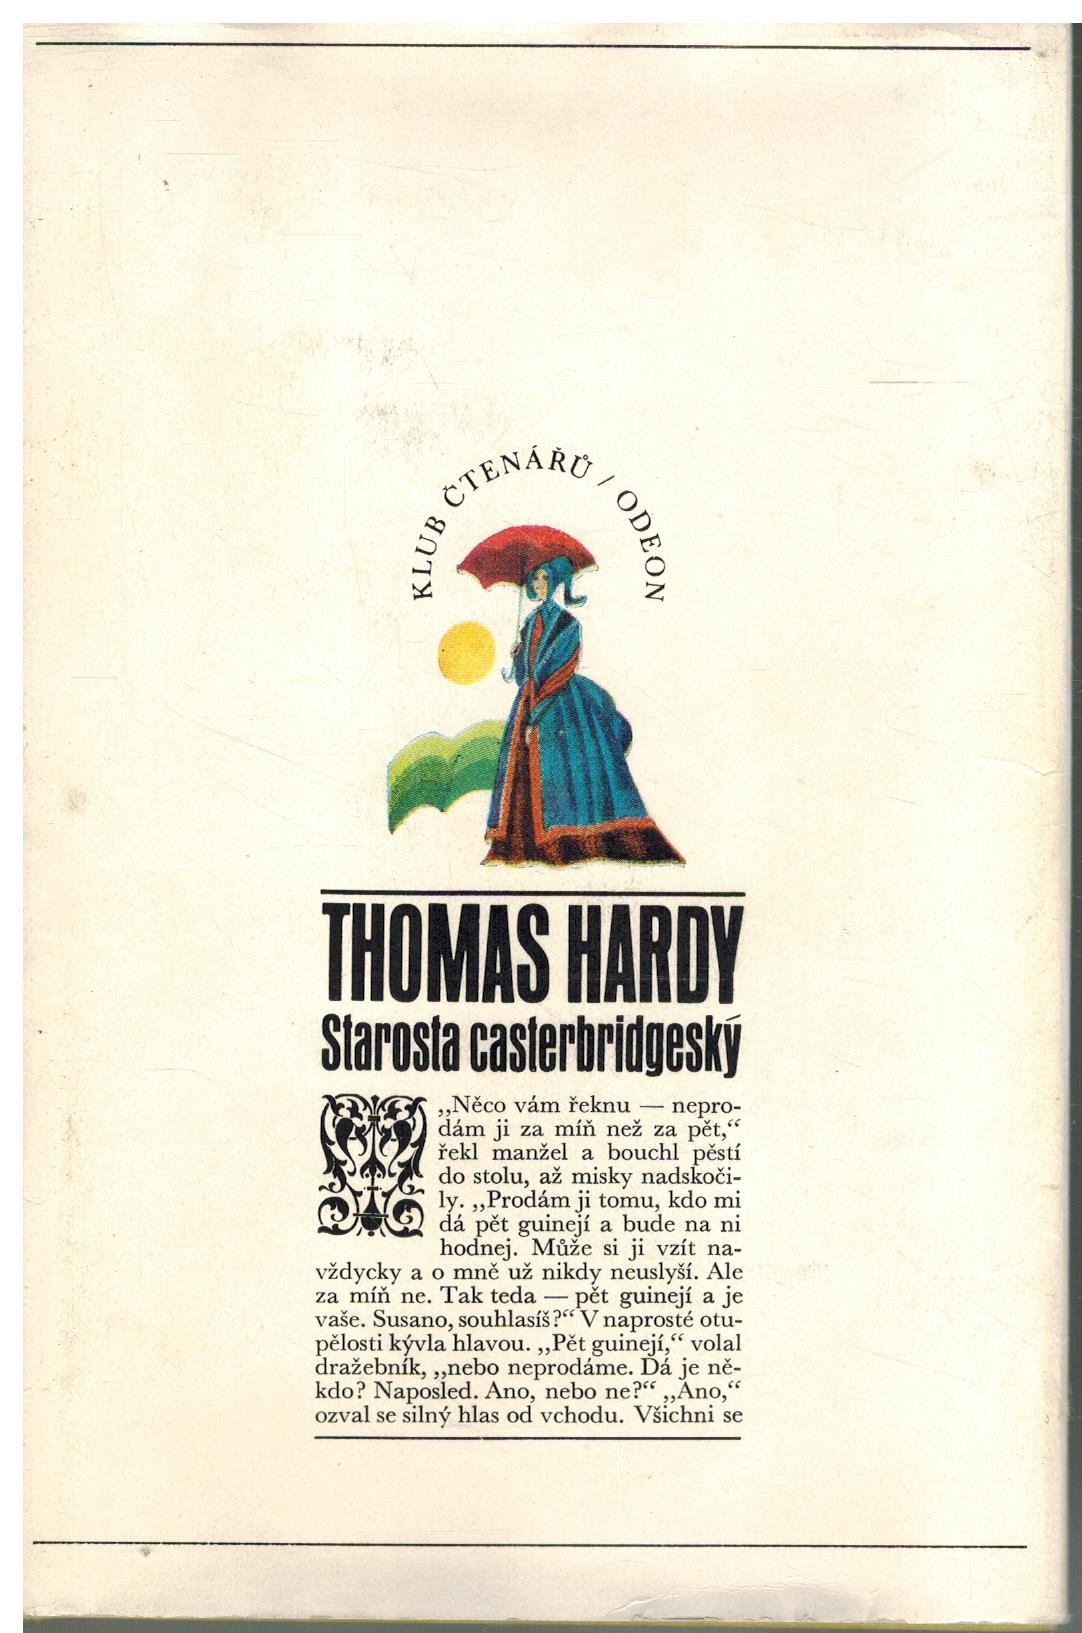 KLUB ČTENÁŘŮ / ODEON
THOMAS HARDY
Starosta casterbridgeský
„Něco vám řeknu — nepro-
dám ji za míň než za pět,“
řekl manžel a bouchl pěstí
do stolu, až misky nadskoči-
ly. „Prodám ji tomu, kdo mi
dá pět guinejí a bude na ni
hodnej. Může si ji vzít na-
vždycky a o mně už nikdy neuslyší. Ale
za míň ne. Tak teda — pět guinejí a je
vaše. Susano, souhlasíš?“ V naprosté otu-
pělosti kývla hlavou. „Pět guinejí,“ volal
dražebník, „nebo neprodáme. Dá je ně-
kdo? Naposled. Ano, nebo ne?“ „Ano,“
ozval se silný hlas od vchodu. Všichni se